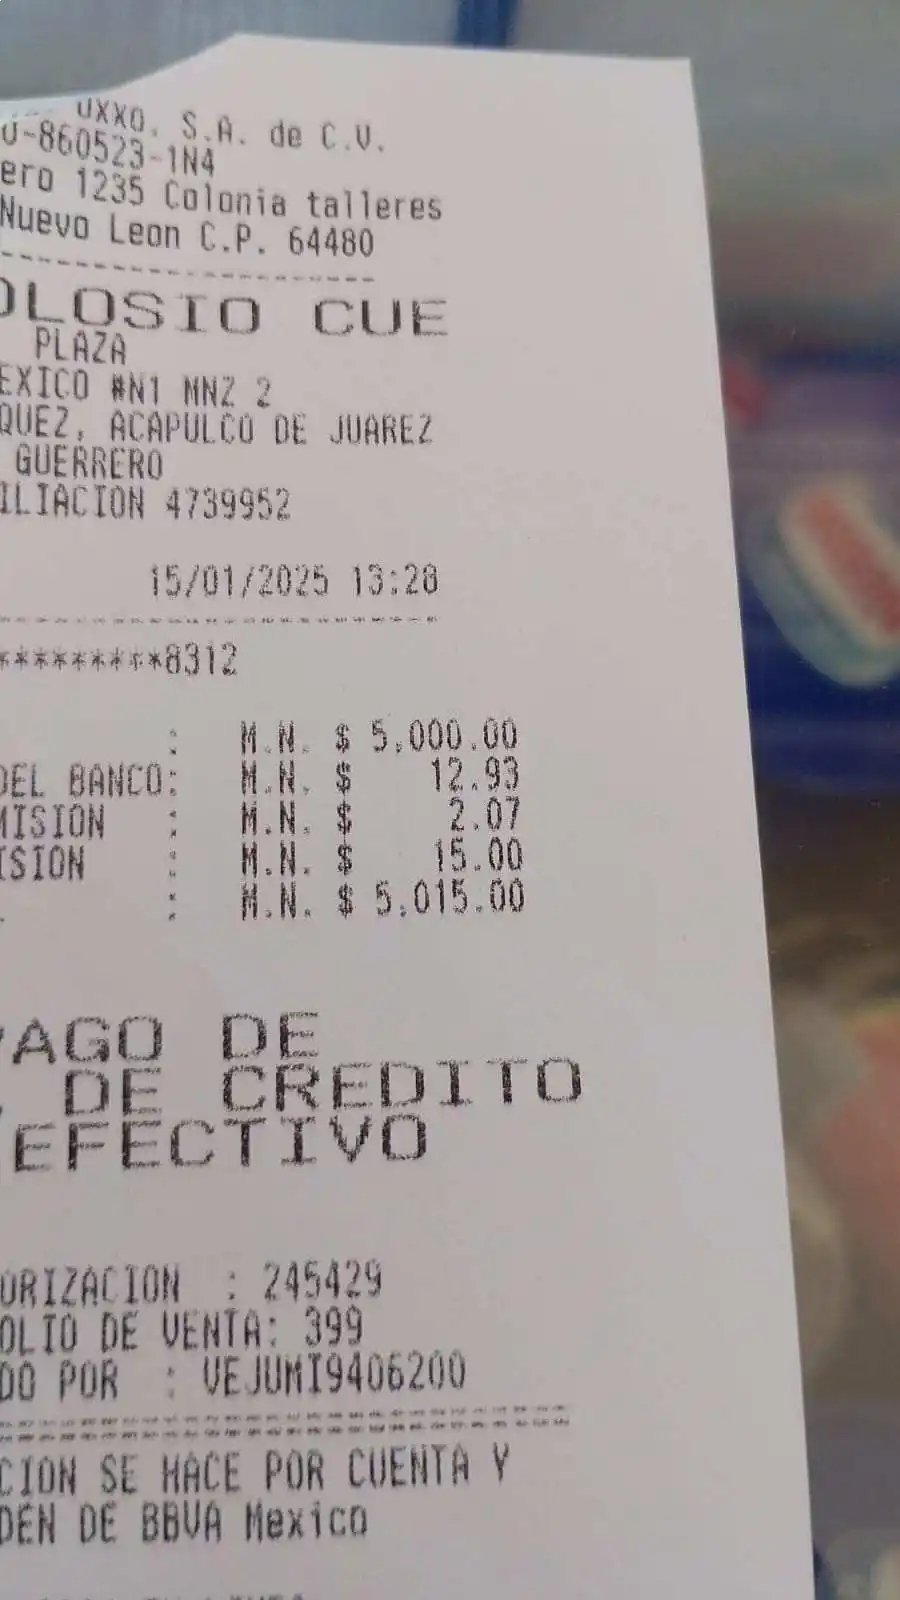 OXXO, S.A. de C.V.
O-860523-1N4
ero 1235 Colonia talleres
Nuevo Leon C.P. 64480
OLOSIO CUE
PLAZA
EXICO #N1 MNZ 2
QUEZ, ACAPULCO DE JUAREZ
GUERRERO
ILIACION 4739952
15/01/2025 13:28
*********8312
: M.N. $ 5,000.00
DEL BANCO: M.N. $ 12.93
MISION : M.N. $ 2.07
ISION : M.N. $ 15.00
. : M.N. $ 5,015.00
PAGO DE
. DE CREDITO
EFECTIVO
ORIZACION : 245429
OLIO DE VENTA: 399
DO POR : VEJUMI9406200
CION SE HACE POR CUENTA Y
DEN DE BBVA Mexico